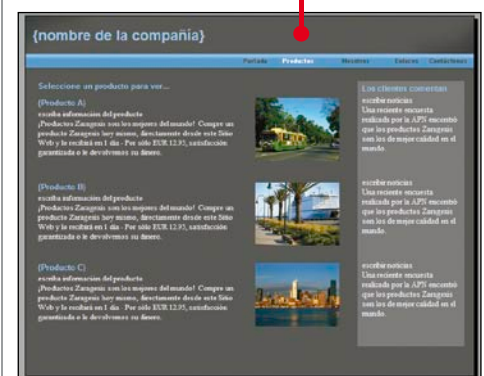 {nombre de la compañía}
Portada Productos Nosotros Enlaces Contáctenos
Seleccione un producto para ver...
(Producto A)
escriba información del producto
¡Productos Zaragesis son los mejores del mundo! Compre un
producto Zaragesis hoy mismo, directamente desde este Sitio
Web y lo recibirá en 1 día - Por sólo EUR 12.95, satisfacción
garantizada o le devolvemos su dinero.
(Producto B)
escriba información del producto
¡Productos Zaragesis son los mejores del mundo! Compre un
producto Zaragesis hoy mismo, directamente desde este Sitio
Web y lo recibirá en 1 día - Por sólo EUR 12.95, satisfacción
garantizada o le devolvemos su dinero.
(Producto C)
escriba información del producto
¡Productos Zaragesis son los mejores del mundo! Compre un
producto Zaragesis hoy mismo, directamente desde este Sitio
Web y lo recibirá en 1 día - Por sólo EUR 12.95, satisfacción
garantizada o le devolvemos su dinero.
Los clientes comentan
escribir noticias
Una reciente encuesta
realizada por la APN encontró
que los productos Zaragesis
son los de mejor calidad en el
mundo.
escribir noticias
Una reciente encuesta
realizada por la APN encontró
que los productos Zaragesis
son los de mejor calidad en el
mundo.
escribir noticias
Una reciente encuesta
realizada por la APN encontró
que los productos Zaragesis
son los de mejor calidad en el
mundo.